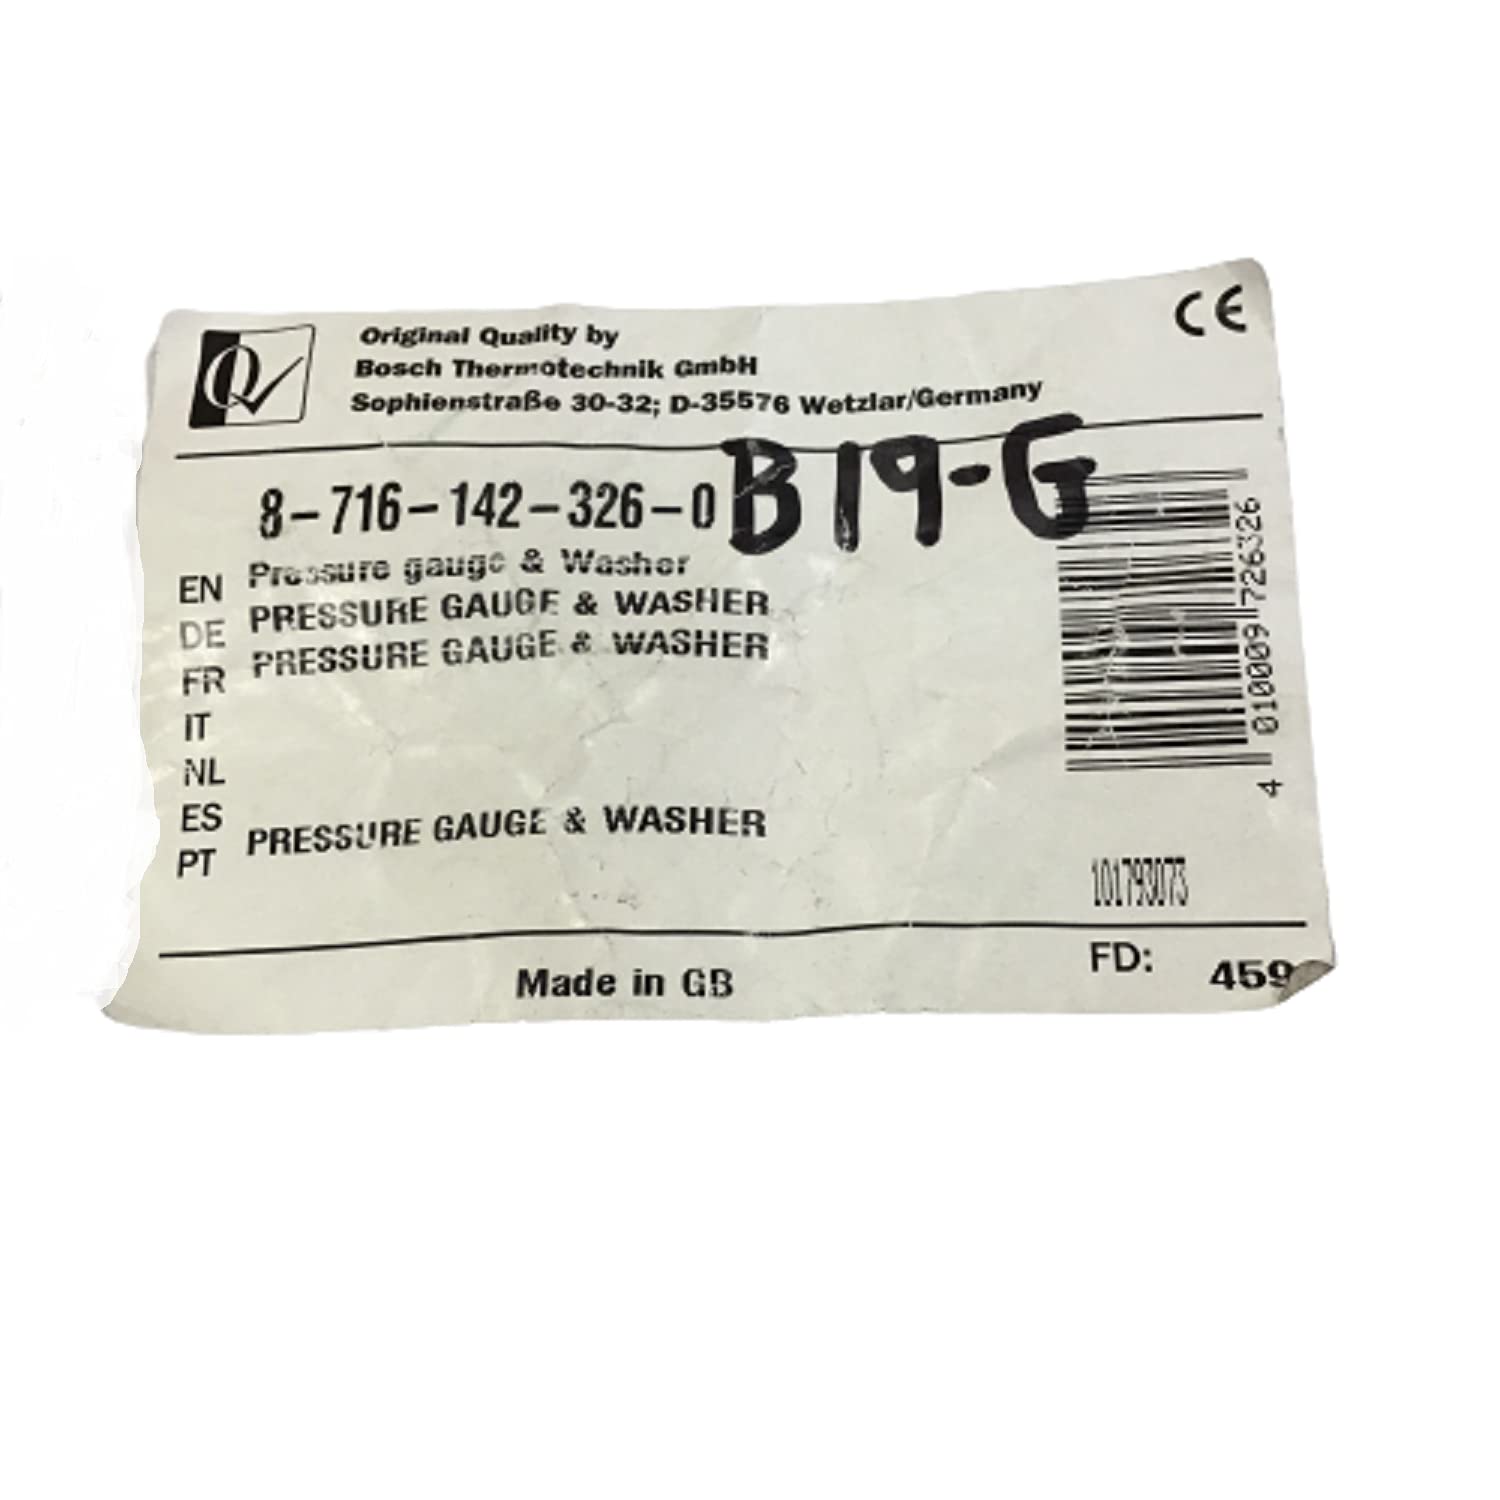 Original Quality by
Bosch Thermotechnik GmbH
Sophienstraße 30-32; D-35576 Wetzlar/Germany
CE
8-716-142-326-0 B19-G
EN Pressure gauge & Washer
DE PRESSURE GAUGE & WASHER
FR PRESSURE GAUGE & WASHER
IT
NL
ES
PT PRESSURE GAUGE & WASHER
4 010009 726326
101793073
Made in GB
FD: 459